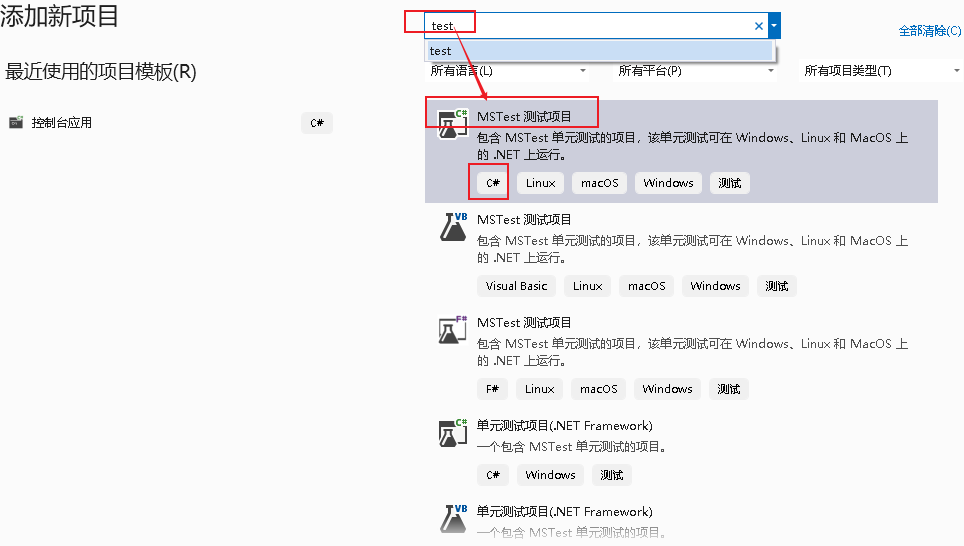 添加新项目
test
全部清除(C)
test
最近使用的项目模板(R)
所有语言(L)
所有平台(P)
所有项目类型(T)
控制台应用
C#
C#
MSTest 测试项目
包含 MSTest 单元测试的项目，该单元测试可在 Windows、Linux 和 MacOS 上
的 .NET 上运行。
C#
Linux
macOS
Windows
测试
VB
MSTest 测试项目
包含 MSTest 单元测试的项目，该单元测试可在 Windows、Linux 和 MacOS 上
的 .NET 上运行。
Visual Basic
Linux
macOS
Windows
测试
F#
MSTest 测试项目
包含 MSTest 单元测试的项目，该单元测试可在 Windows、Linux 和 MacOS 上
的 .NET 上运行。
F#
Linux
macOS
Windows
测试
C#
单元测试项目(.NET Framework)
一个包含 MSTest 单元测试的项目。
C#
Windows
测试
VB
单元测试项目(.NET Framework)
一个包含 MSTest 单元测试的项目。